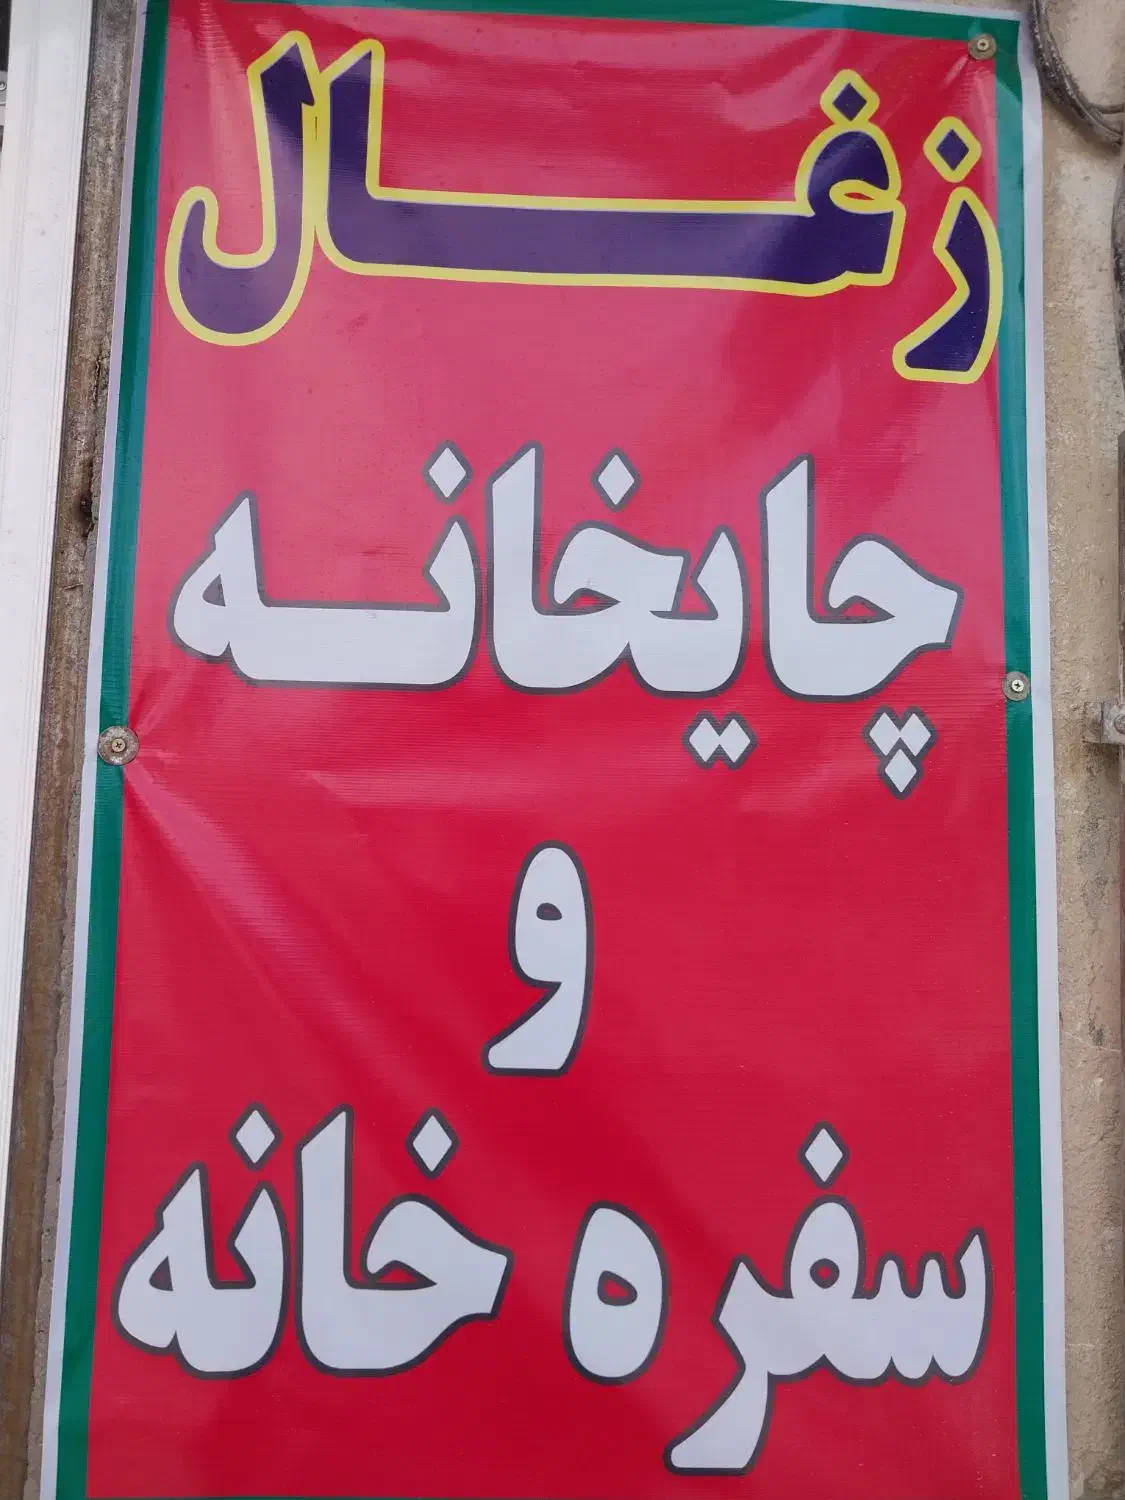 زغال
چایخانه
و
سفره خانه